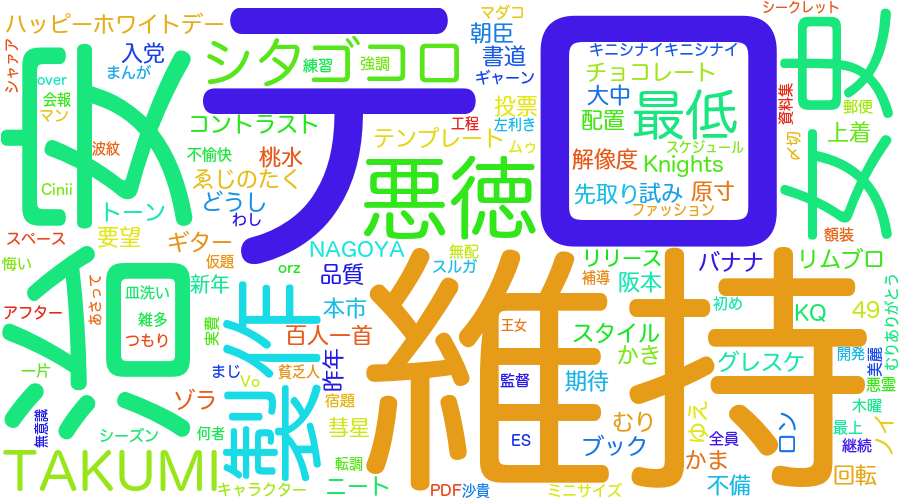 ハッピーホワイトデー
マダコ
シークレット
シャァア
入党
シタゴコロ
テロ
朝臣
女史
over
まんが
練習
強調
書道
キニシナイキニシナイ
ギャーン
チョコレート
会報
マン
治安
コントラスト
投票
大中
最低
資料集
郵便
波紋
工程
左利き
配置
上着
不愉快
桃水
テンプレート
ムゥ
スケジュール
〆切
Cinii
ゑじのたく
悪徳
解像度
Knights
トーン
どうし
先取り
試み
原寸
わし
ファッション
スペース
要望
ギター
NAGOYA
無配
リリース
バナナ
額装
リムブロ
悔い
仮題
orz
品質
スルガ
補導
阪本
維持
あさって
皿洗い
新年
初め
むりありがとう
アフター
雑多
実費
製作
本市
王女
KQ
49
つもり
百人一首
スタイル
かき
グレスケ
開発
美麗
一片
まじ
貧乏人
昨年
監督
期待
悪霊
Vo
ゾラ
宿題
ゆえ
木曜
無意識
シーズン
何者
彗星
ES
むり
ブック
全員
ロン
最上
継続
ノイ
TAKUMI
転調
かま
回転
キャラクター
ニート
PDF
沙貴
ミニサイズ
不備